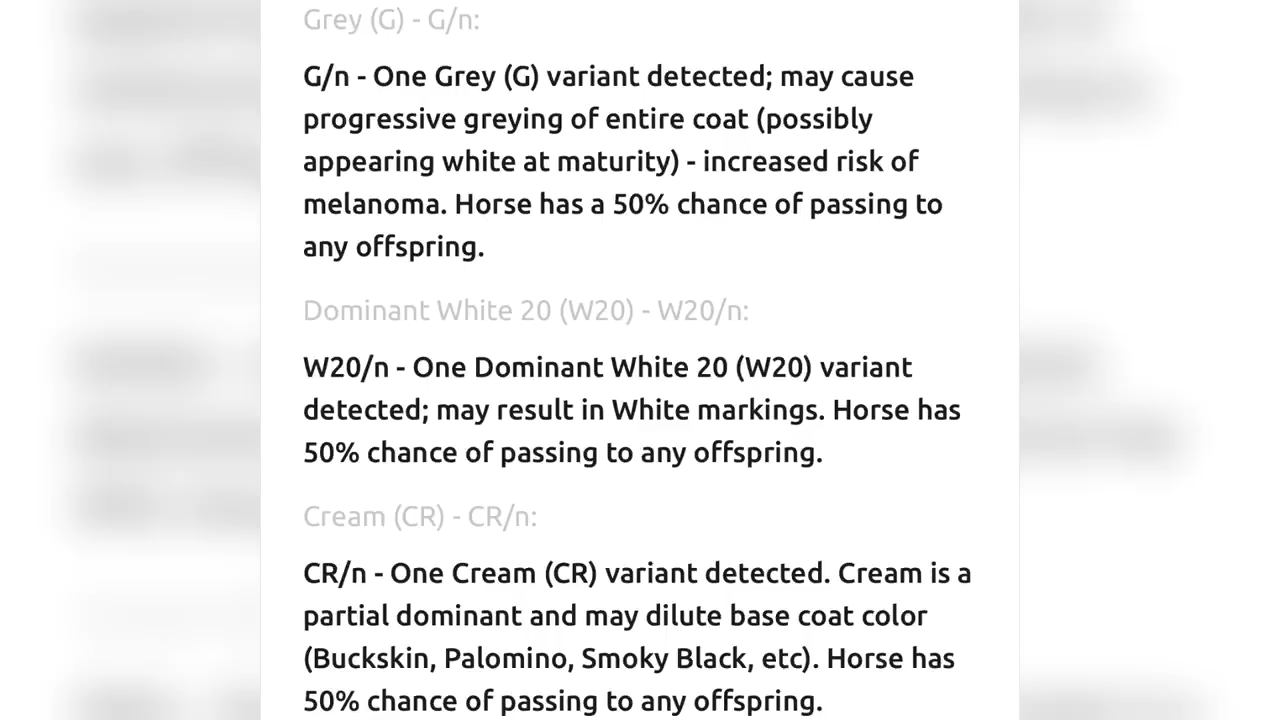 Grey (G) - G/n:
G/n - One Grey (G) variant detected; may cause
progressive greying of entire coat (possibly
appearing white at maturity) - increased risk of
melanoma. Horse has a 50% chance of passing to
any offspring.
Dominant White 20 (W20) - W20/n:
W20/n - One Dominant White 20 (W20) variant
detected; may result in White markings. Horse has
50% chance of passing to any offspring.
Cream (CR) - CR/n:
CR/n - One Cream (CR) variant detected. Cream is a
partial dominant and may dilute base coat color
(Buckskin, Palomino, Smoky Black, etc). Horse has
50% chance of passing to any offspring.